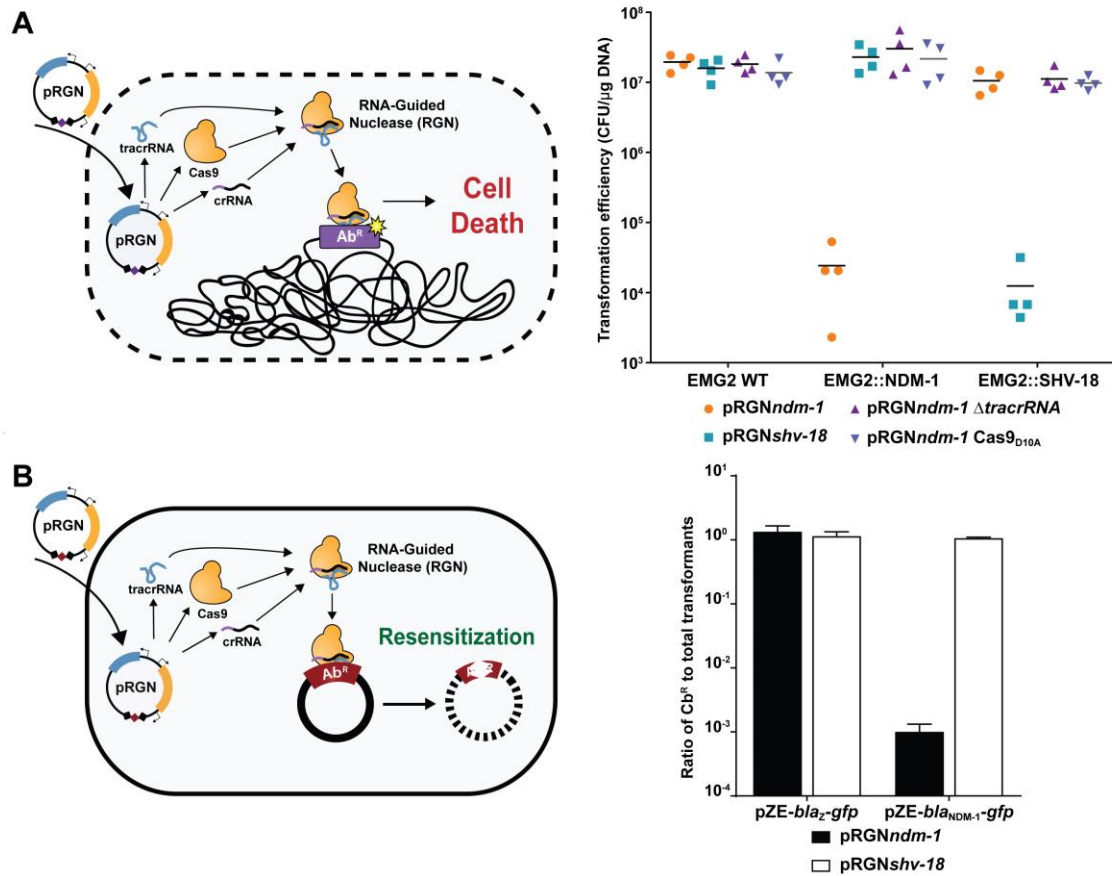 A
pRGN
tracrRNA
Cas9
crRNA
pRGN
RNA-Guided
Nuclease (RGN)
Ab^R
Cell
Death
Transformation efficiency (CFU/μg DNA)
10^8
10^7
10^6
10^5
10^4
10^3
EMG2 WT
EMG2::NDM-1
EMG2::SHV-18
pRGNndm-1
pRGNndm-1 ΔtracrRNA
pRGNshv-18
pRGNndm-1 Cas9_D10A
B
pRGN
tracrRNA
Cas9
crRNA
pRGN
RNA-Guided
Nuclease (RGN)
Ab^R
Resensitization
Ratio of Cb^R to total transformants
10^1
10^0
10^-1
10^-2
10^-3
10^-4
pZE-bla_Z-gfp
pZE-bla_NDM-1-gfp
pRGNndm-1
pRGNshv-18